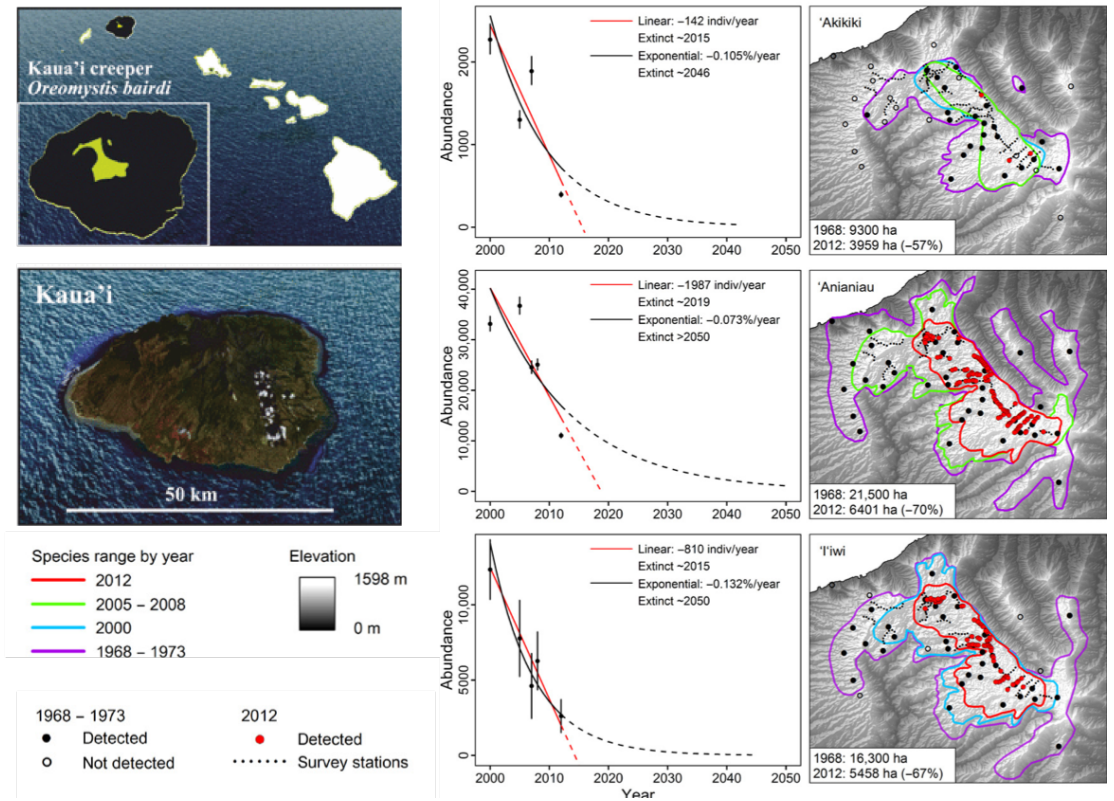 Kaua'i creeper
Oreomystis bairdi
Kaua'i
50 km
Species range by year
2012
2005 – 2008
2000
1968 – 1973
Elevation
1598 m
0 m
1968 – 1973
Detected
Not detected
2012
Detected
Survey stations
Abundance
2000
1000
0
Linear: –142 indiv/year
Extinct ~2015
Exponential: –0.105%/year
Extinct ~2046
2000 2010 2020 2030 2040 2050
Abundance
40,000
30,000
20,000
10,000
0
Linear: –1987 indiv/year
Extinct ~2019
Exponential: –0.073%/year
Extinct >2050
2000 2010 2020 2030 2040 2050
Abundance
10,000
5000
0
Linear: –810 indiv/year
Extinct ~2015
Exponential: –0.132%/year
Extinct ~2050
2000 2010 2020 2030 2040 2050
Year
'Akikiki
1968: 9300 ha
2012: 3959 ha (–57%)
'Anianiau
1968: 21,500 ha
2012: 6401 ha (–70%)
'I'iwi
1968: 16,300 ha
2012: 5458 ha (–67%)